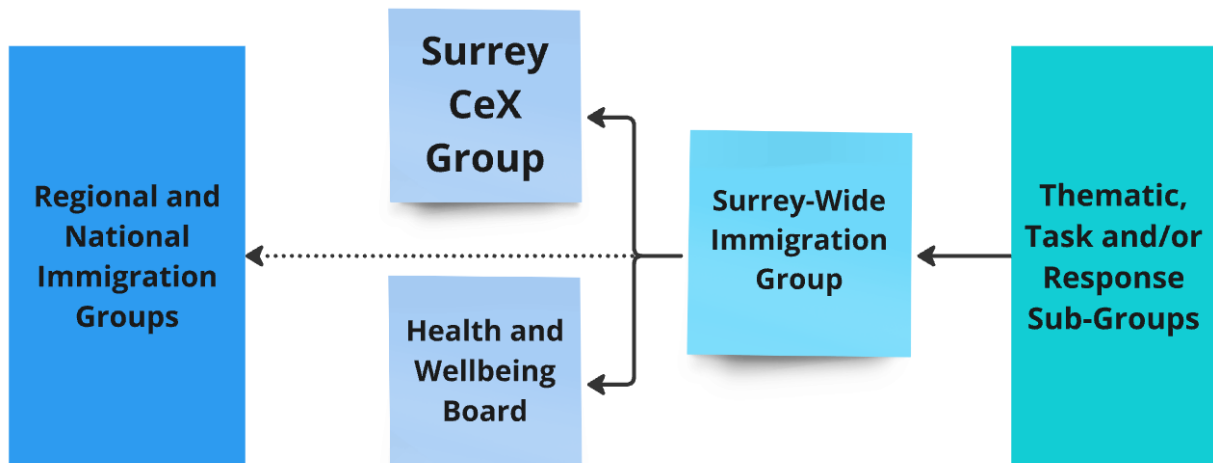 Surrey
CeX
Group
Regional and
National
Immigration
Groups
Health and
Wellbeing
Board
Surrey-Wide
Immigration
Group
Thematic,
Task and/or
Response
Sub-Groups